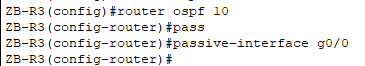 ZB-R3(config)#router ospf 10
ZB-R3(config-router)#pass
ZB-R3(config-router)#passive-interface g0/0
ZB-R3(config-router)#